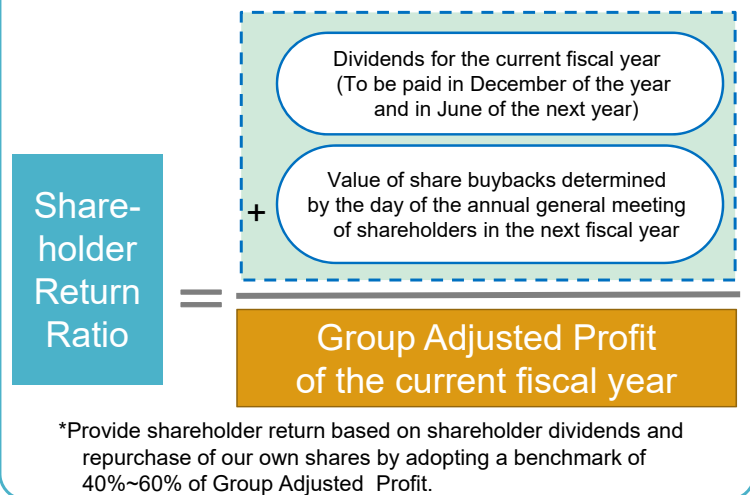 Dividends for the current fiscal year
(To be paid in December of the year
and in June of the next year)
+
Value of share buybacks determined
by the day of the annual general meeting
of shareholders in the next fiscal year
Share-
holder
Return
Ratio
=
Group Adjusted Profit
of the current fiscal year
*Provide shareholder return based on shareholder dividends and
repurchase of our own shares by adopting a benchmark of
40%~60% of Group Adjusted Profit.